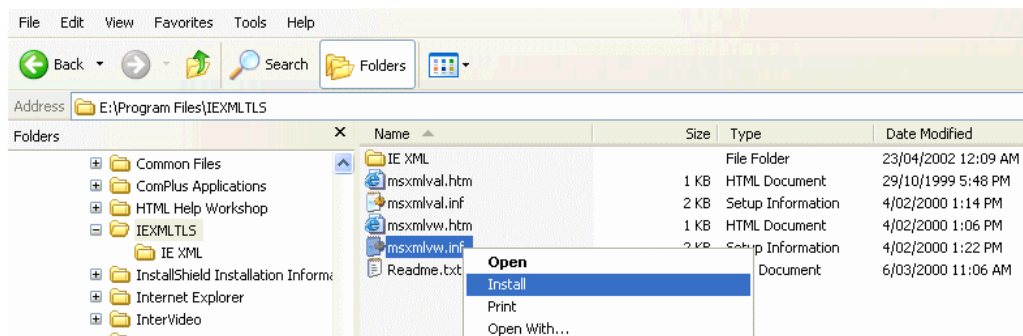 File Edit View Favorites Tools Help
Back Search Folders
Address E:\Program Files\IEXMLTLS
Folders × Name Size Type Date Modified
Common Files
ComPlus Applications
HTML Help Workshop
IEXMLTLS
IE XML
InstallShield Installation Informa
Internet Explorer
InterVideo
IE XML File Folder 23/04/2002 12:09 AM
msxmlval.htm 1 KB HTML Document 29/10/1999 5:48 PM
msxmlval.inf 2 KB Setup Information 4/02/2000 1:14 PM
msxmlvw.htm 1 KB HTML Document 4/02/2000 1:06 PM
msxmlvw.inf 2 KB Setup Information 4/02/2000 1:22 PM
Readme.txt Document 6/03/2000 11:06 AM
Open
Install
Print
Open With...